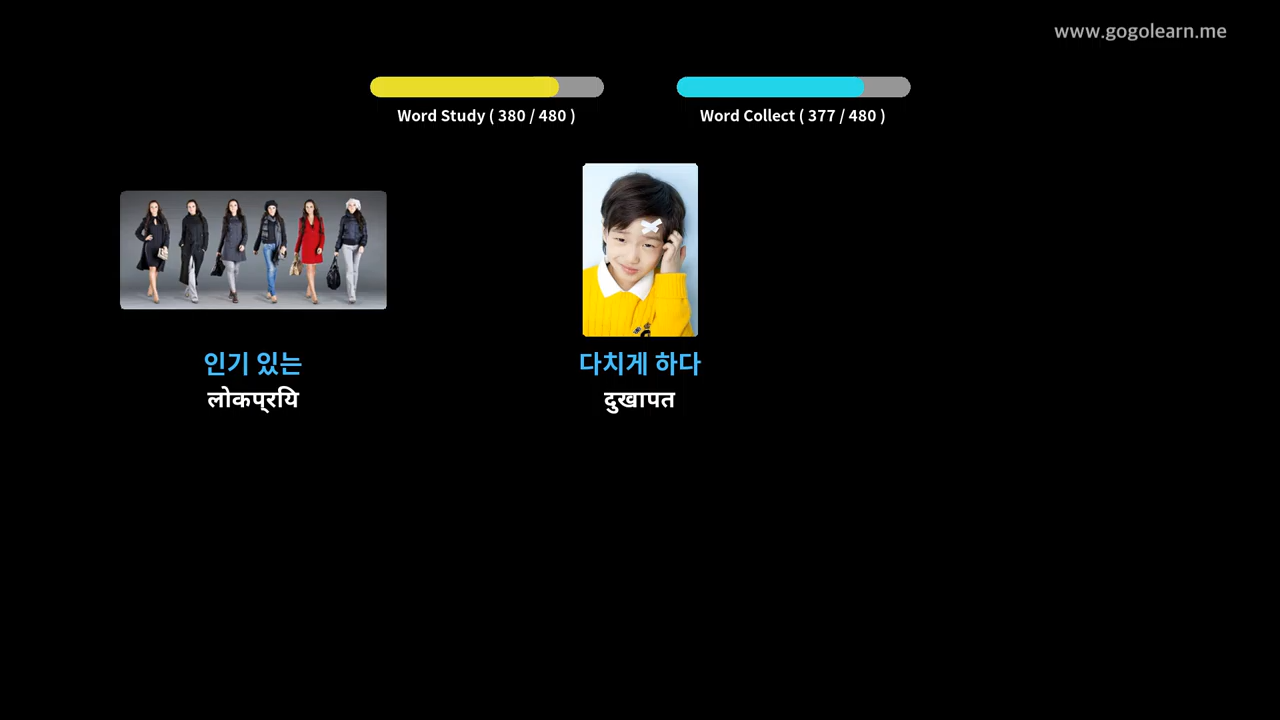 www.gogolearn.me
Word Study ( 380 / 480 )
Word Collect ( 377 / 480 )
인기 있는
लोकप्रयि
다치게 하다
दुखापत